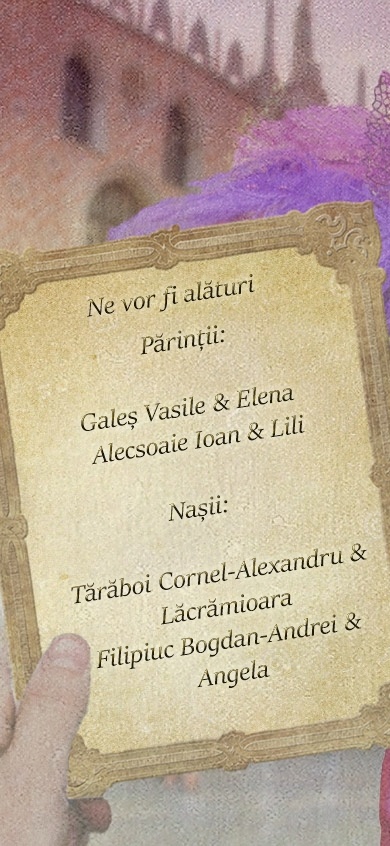 Ne vor fi alături
Părinții:
Galeș Vasile & Elena
Alecsoaie Ioan & Lili
Nașii:
Tărăboi Cornel-Alexandru &
Lăcrămioara
Filipiuc Bogdan-Andrei &
Angela